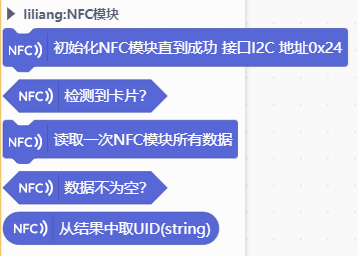 liliang:NFC模块
NFC 初始化NFC模块直到成功 接口I2C 地址0x24
NFC 检测到卡片?
NFC 读取一次NFC模块所有数据
NFC 数据不为空?
NFC 从结果中取UID(string)